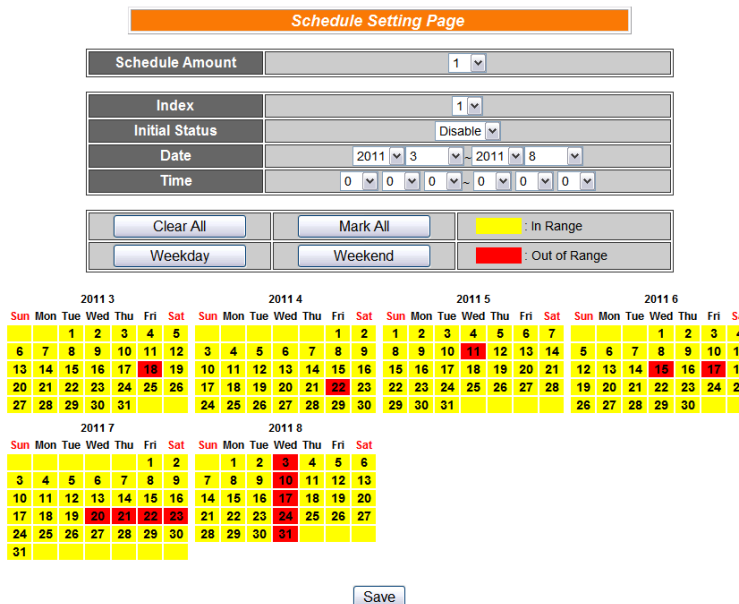 Schedule Setting Page
Schedule Amount 1
Index 1
Initial Status Disable
Date 2011 3 ~ 2011 8
Time 0 0 0 ~ 0 0 0
Clear All Mark All : In Range
Weekday Weekend : Out of Range
2011 3 2011 4 2011 5 2011 6
Sun Mon Tue Wed Thu Fri Sat Sun Mon Tue Wed Thu Fri Sat Sun Mon Tue Wed Thu Fri Sat Sun Mon Tue Wed Thu Fri
1 2 3 4 5 1 2 1 2 3 4 5 6 7 1 2 3
6 7 8 9 10 11 12 3 4 5 6 7 8 9 8 9 10 11 12 13 14 5 6 7 8 9 10
13 14 15 16 17 18 19 10 11 12 13 14 15 16 15 16 17 18 19 20 21 12 13 14 15 16 17
20 21 22 23 24 25 26 17 18 19 20 21 22 23 22 23 24 25 26 27 28 19 20 21 22 23 24
27 28 29 30 31 24 25 26 27 28 29 30 29 30 31 26 27 28 29 30
2011 7 2011 8
Sun Mon Tue Wed Thu Fri Sat Sun Mon Tue Wed Thu Fri Sat
1 2 1 2 3 4 5 6
3 4 5 6 7 8 9 7 8 9 10 11 12 13
10 11 12 13 14 15 16 14 15 16 17 18 19 20
17 18 19 20 21 22 23 21 22 23 24 25 26 27
24 25 26 27 28 29 30 28 29 30 31
31
Save